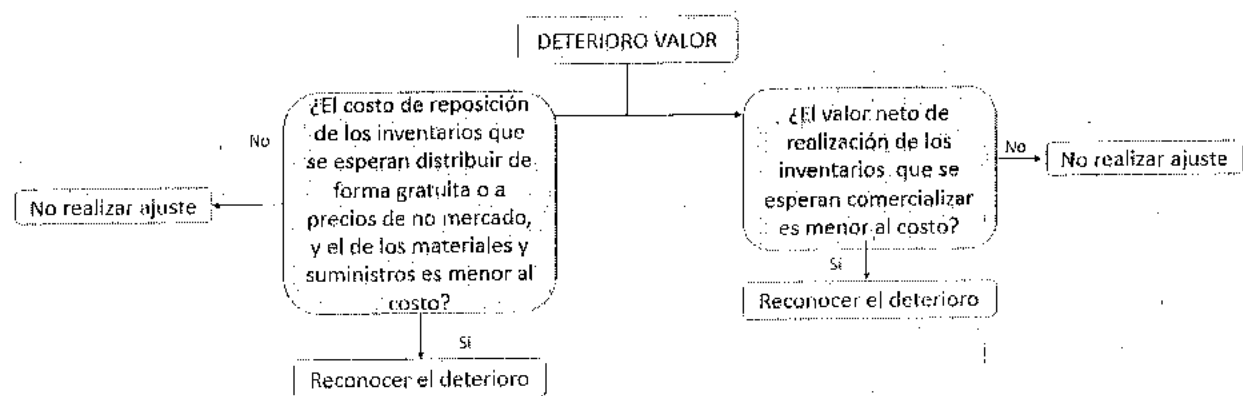 DETERIORO VALOR
¿El costo de reposición
de los inventarios que
se esperan distribuir de
forma gratuita o a
precios de no mercado,
y el de los materiales y
suministros es menor al
costo?
No
No realizar ajuste
Si
Reconocer el deterioro
¿El valor neto de
realización de los
inventarios que se
esperan comercializar
es menor al costo?
No
No realizar ajuste
Si
Reconocer el deterioro